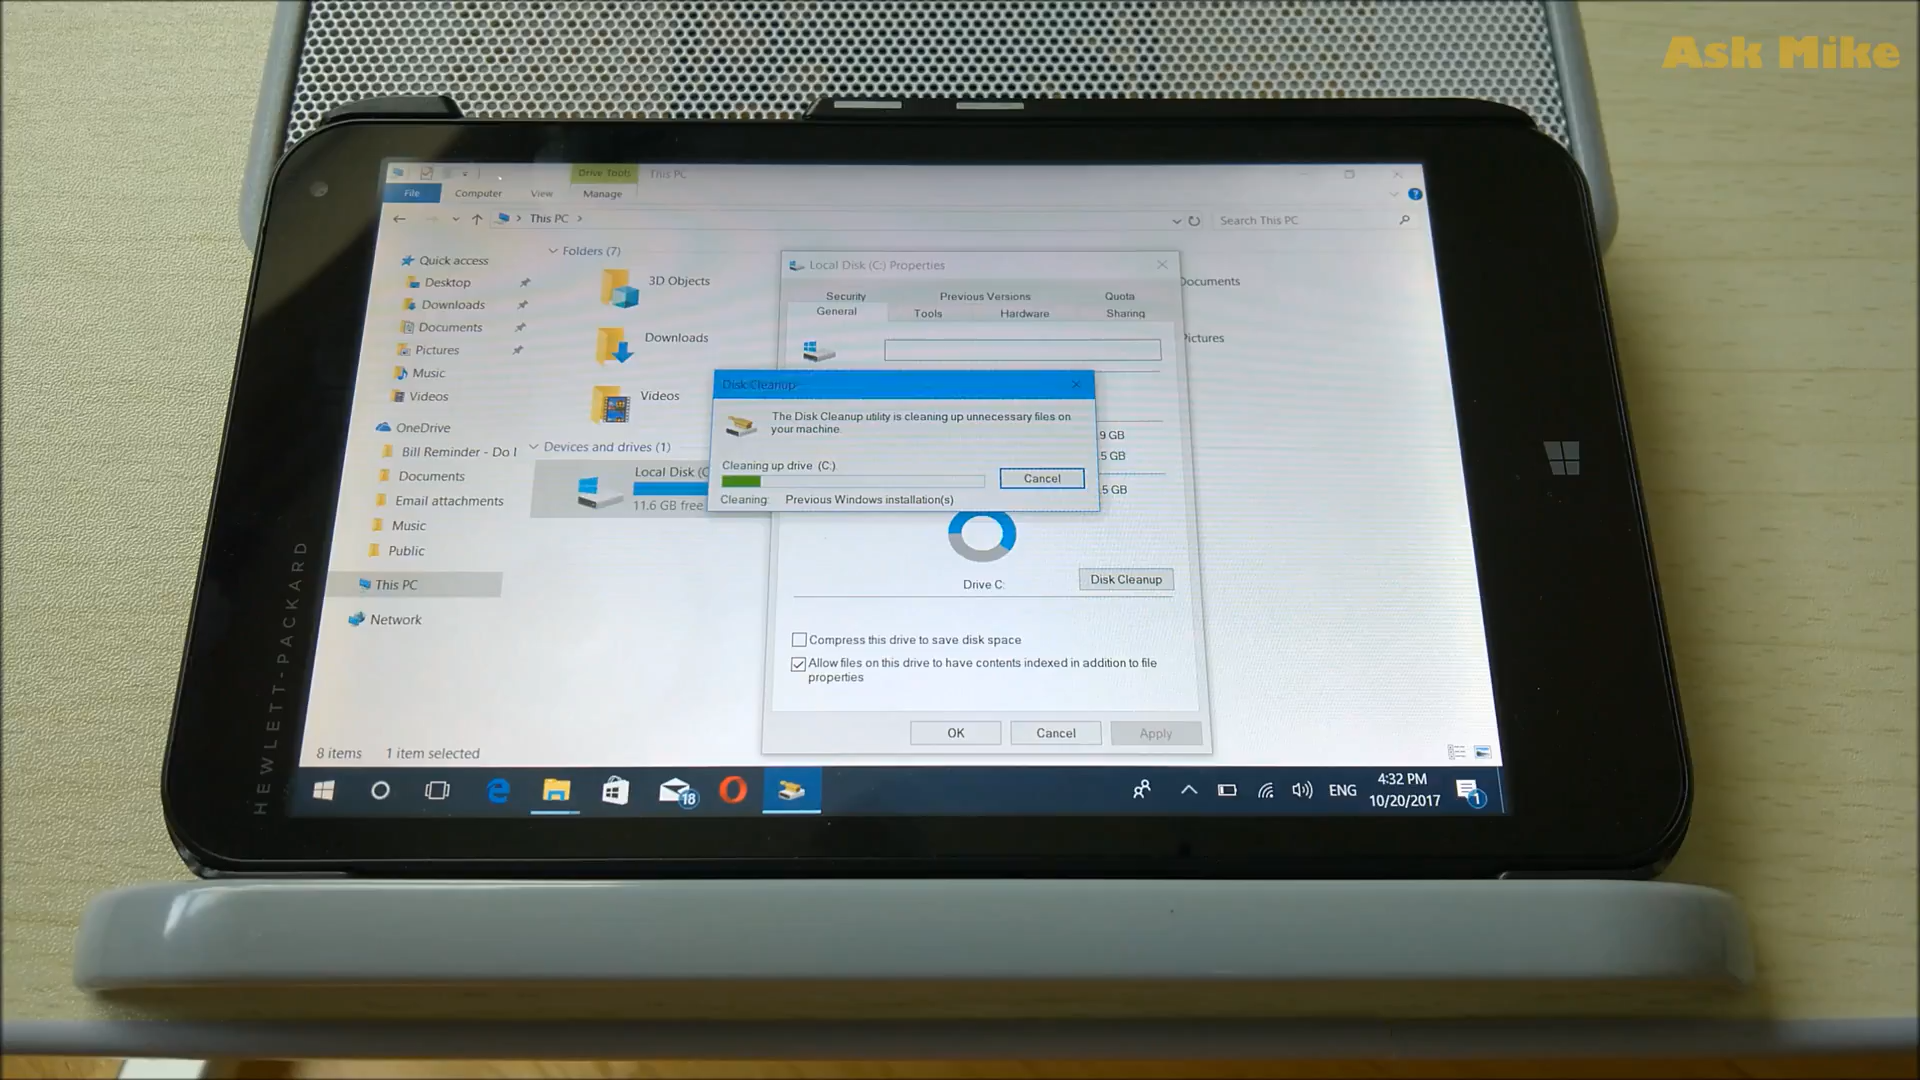 Ask Mike
Drive Tools
This PC
File
Computer
View
Manage
This PC
Search This PC
Quick access
Desktop
Downloads
Documents
Pictures
Music
Videos
OneDrive
Bill Reminder - Do
Documents
Email attachments
Music
Public
This PC
Network
Folders (7)
3D Objects
Downloads
Videos
Documents
Pictures
Devices and drives (1)
Local Disk (C
11.6 GB free
Local Disk (C:) Properties
Security
Previous Versions
Quota
General
Tools
Hardware
Sharing
Disk Cleanup
The Disk Cleanup utility is cleaning up unnecessary files on
your machine.
Cleaning up drive (C:).
Cancel
Cleaning: Previous Windows installation(s)
9 GB
5 GB
5 GB
Drive C:
Disk Cleanup
Compress this drive to save disk space
Allow files on this drive to have contents indexed in addition to file
properties
OK
Cancel
Apply
8 items
1 item selected
18
ENG
4:32 PM
10/20/2017
1
HEWLETT-PACKARD